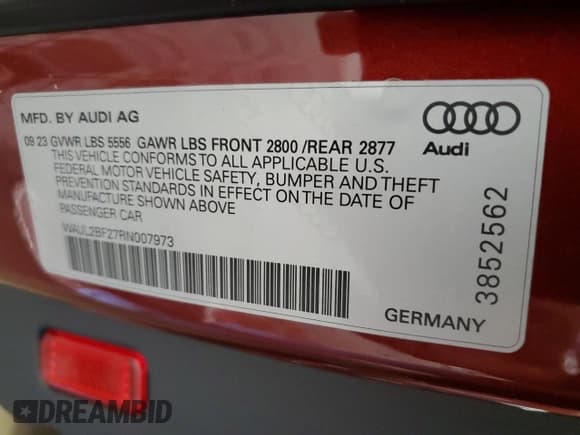 MFD. BY AUDI AG
09 23 GVWR LBS 5556 GAWR LBS FRONT 2800 /REAR 2877
THIS VEHICLE CONFORMS TO ALL APPLICABLE U.S.
FEDERAL MOTOR VEHICLE SAFETY, BUMPER AND THEFT
PREVENTION STANDARDS IN EFFECT ON THE DATE OF
MANUFACTURE SHOWN ABOVE
PASSENGER CAR
WAUL2BF27RN007973
Audi
3852562
GERMANY
DREAMBID